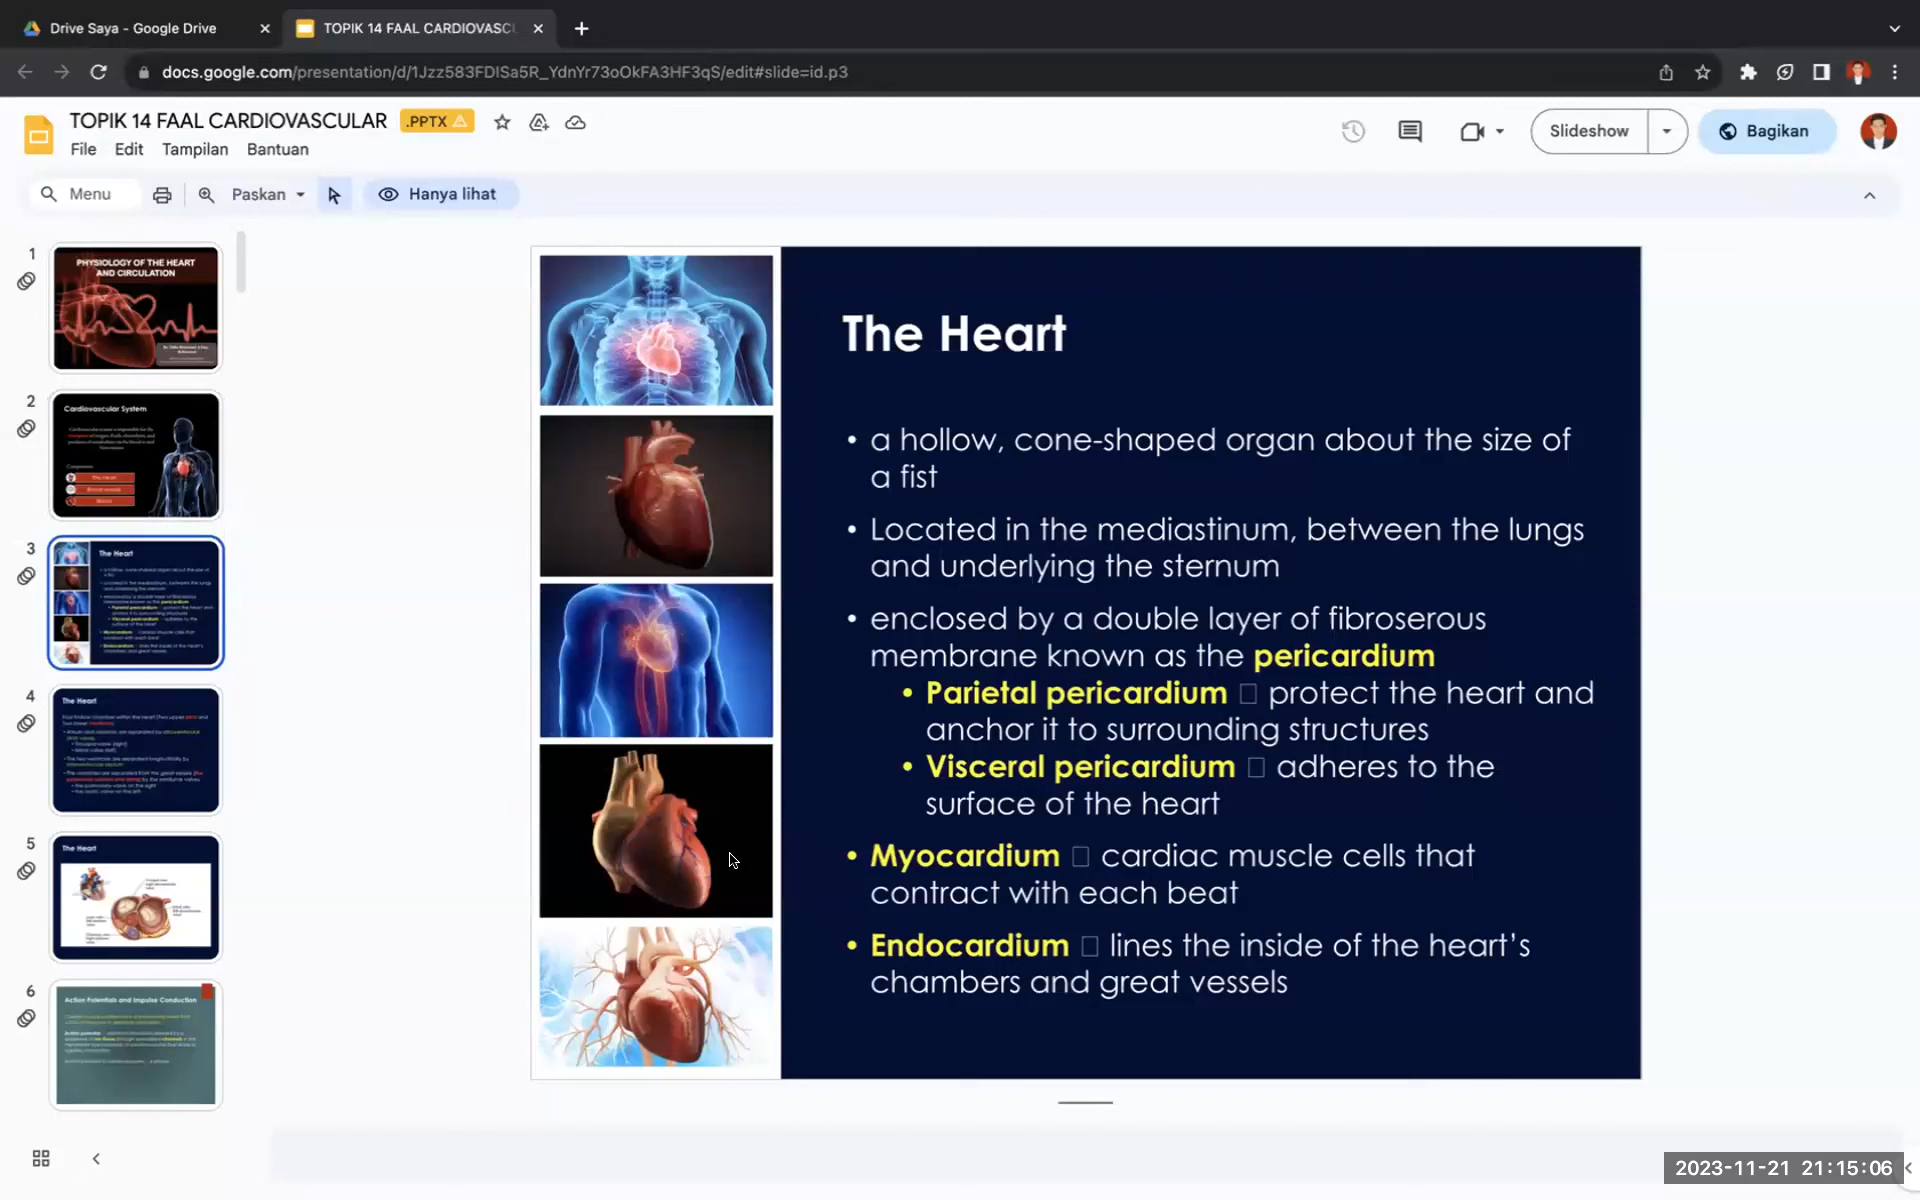 Drive Saya - Google Drive
TOPIK 14 FAAL CARDIOVASCU
docs.google.com/presentation/d/1Jzz583FDISa5R_YdnYr73oOkFA3HF3qS/edit#slide=id.p3
TOPIK 14 FAAL CARDIOVASCULAR
.PPTX
File Edit Tampilan Bantuan
Slideshow
Bagikan
Menu
Paskan
Hanya lihat
1
PHYSIOLOGY OF THE HEART
AND CIRCULATION
2
Cardiovascular System
3
The Heart
4
The Heart
5
The Heart
6
Action Potentials and Impulse Conduction
The Heart
• a hollow, cone-shaped organ about the size of
a fist
• Located in the mediastinum, between the lungs
and underlying the sternum
• enclosed by a double layer of fibroserous
membrane known as the pericardium
• Parietal pericardium protect the heart and
anchor it to surrounding structures
• Visceral pericardium adheres to the
surface of the heart
• Myocardium cardiac muscle cells that
contract with each beat
• Endocardium lines the inside of the heart’s
chambers and great vessels
2023-11-21 21:15:06